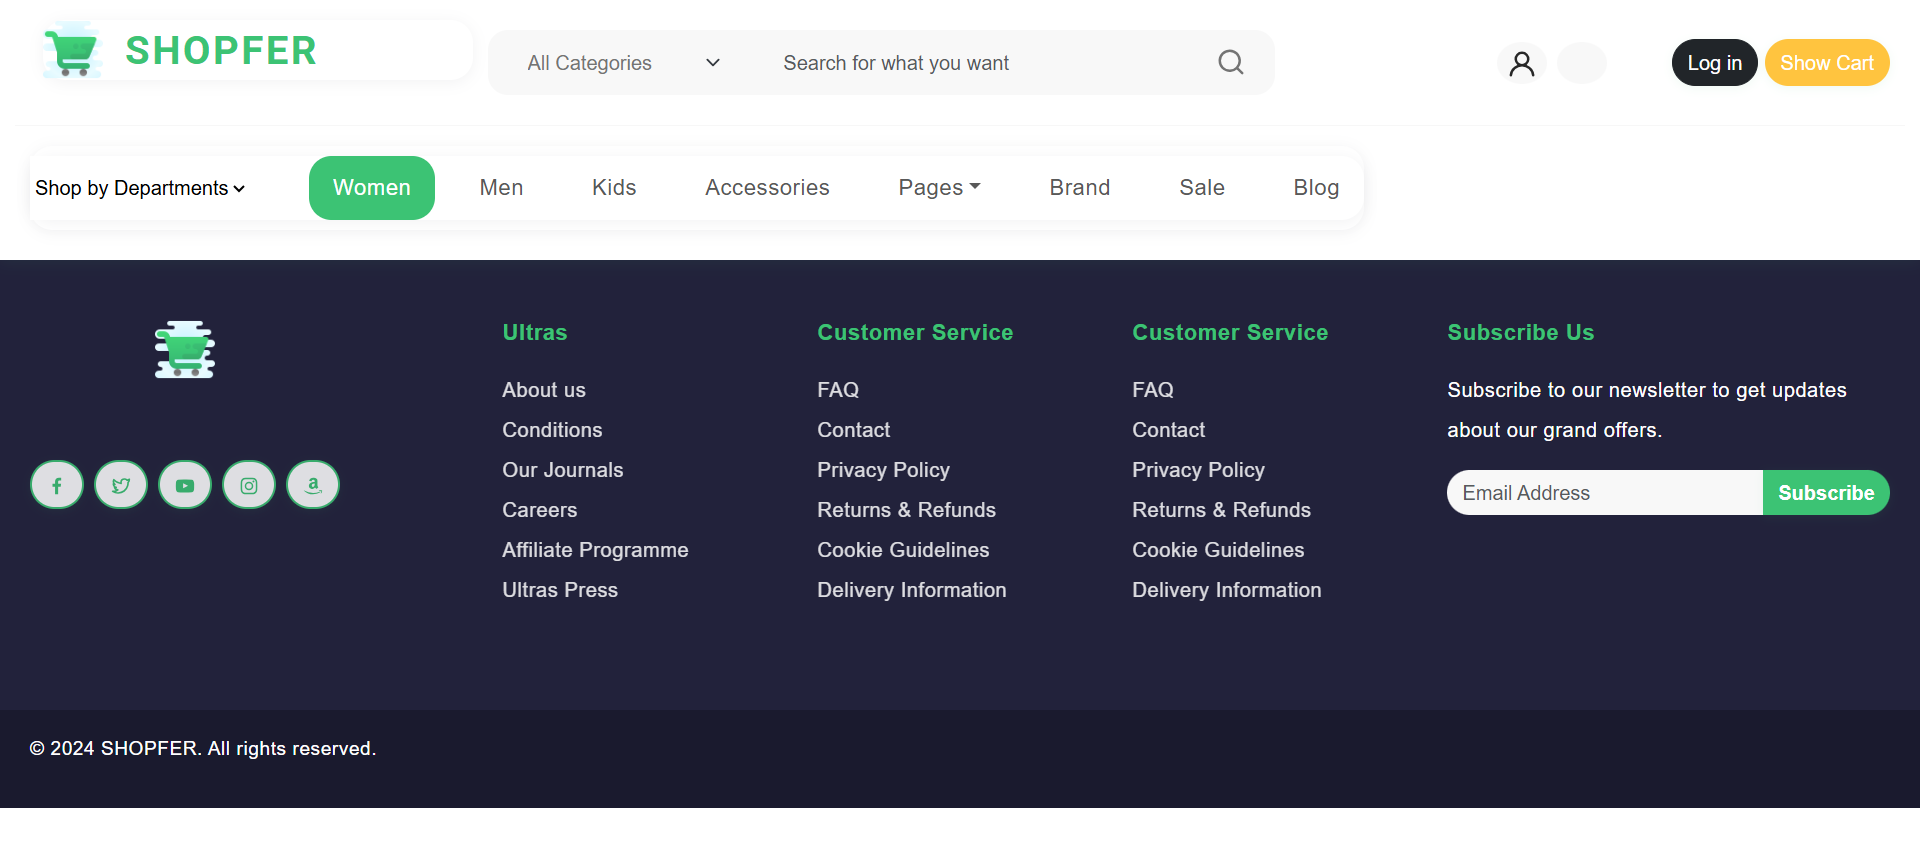 SHOPFER
All Categories
Search for what you want
Log in
Show Cart
Shop by Departments
Women
Men
Kids
Accessories
Pages
Brand
Sale
Blog
Ultras
About us
Conditions
Our Journals
Careers
Affiliate Programme
Ultras Press
Customer Service
FAQ
Contact
Privacy Policy
Returns & Refunds
Cookie Guidelines
Delivery Information
Customer Service
FAQ
Contact
Privacy Policy
Returns & Refunds
Cookie Guidelines
Delivery Information
Subscribe Us
Subscribe to our newsletter to get updates
about our grand offers.
Email Address
Subscribe
© 2024 SHOPFER. All rights reserved.